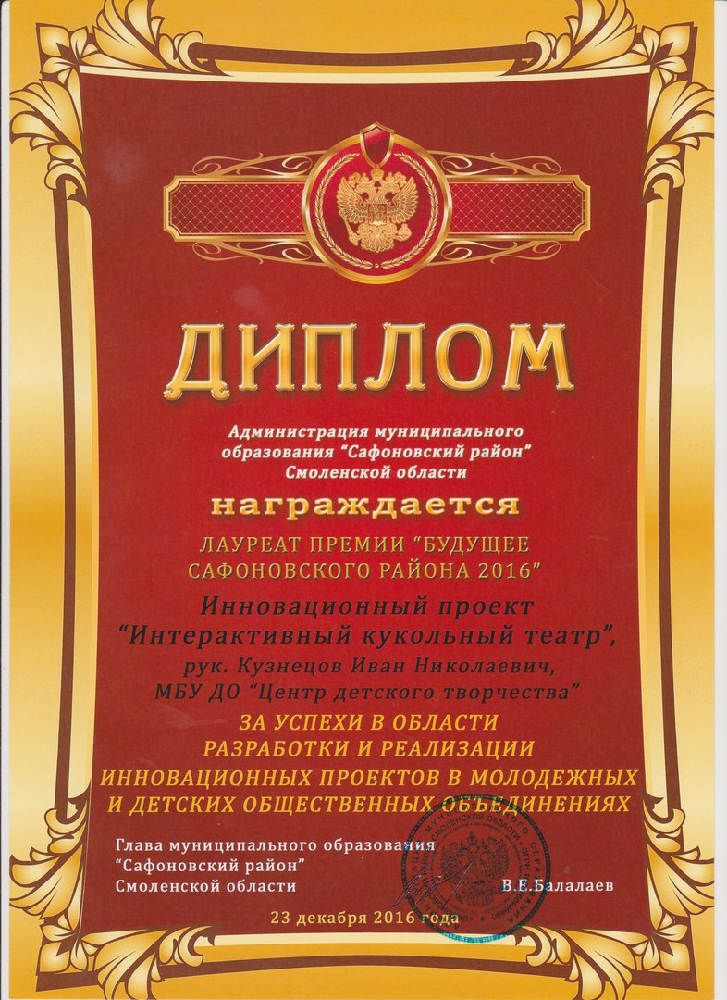 ДИПЛОМ
Администрация муниципального
образования “Сафоновский район”
Смоленской области
награждается
ЛАУРЕАТ ПРЕМИИ “БУДУЩЕЕ
САФОНОВСКОГО РАЙОНА 2016”
Инновационный проект
“Интерактивный кукольный театр”,
рук. Кузнецов Иван Николаевич,
МБУ ДО “Центр детского творчества”
ЗА УСПЕХИ В ОБЛАСТИ
РАЗРАБОТКИ И РЕАЛИЗАЦИИ
ИННОВАЦИОННЫХ ПРОЕКТОВ В МОЛОДЕЖНЫХ
И ДЕТСКИХ ОБЩЕСТВЕННЫХ ОБЪЕДИНЕНИЯХ
Глава муниципального образования
“Сафоновский район”
Смоленской области
В.Е.Балалаев
23 декабря 2016 года
СМОЛЕНСКОЙ ОБЛАСТИ